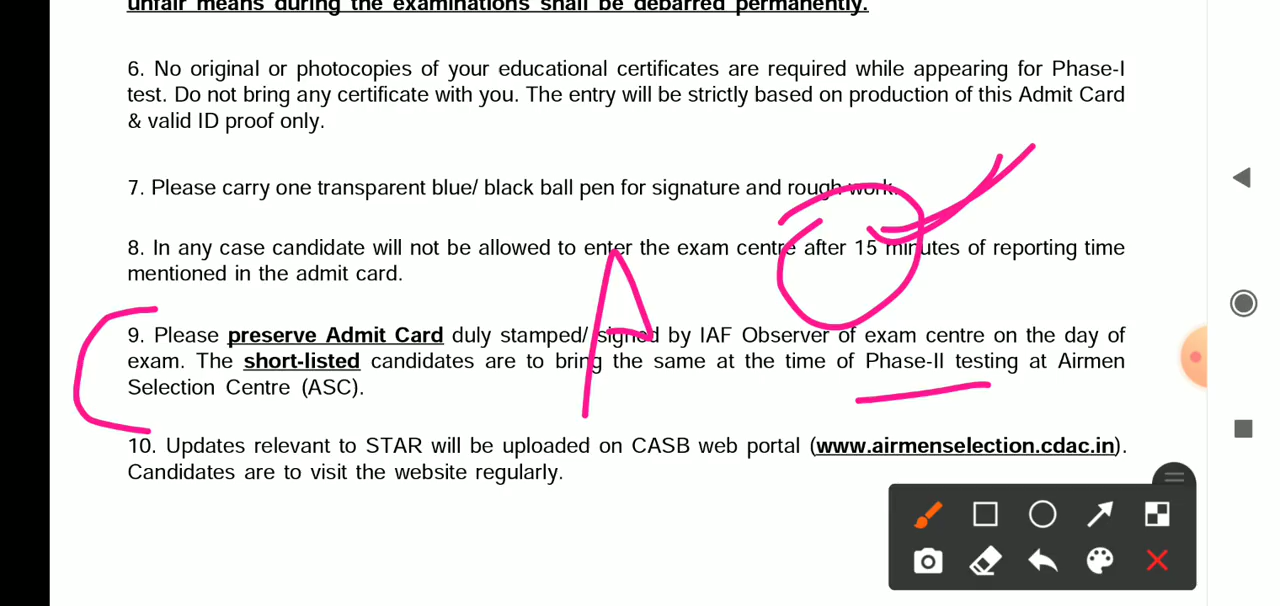 unfair means during the examinations shall be debarred permanently.
6. No original or photocopies of your educational certificates are required while appearing for Phase-I
test. Do not bring any certificate with you. The entry will be strictly based on production of this Admit Card
& valid ID proof only.
7. Please carry one transparent blue/ black ball pen for signature and rough work.
8. In any case candidate will not be allowed to enter the exam centre after 15 minutes of reporting time
mentioned in the admit card.
9. Please preserve Admit Card duly stamped/ signed by IAF Observer of exam centre on the day of
exam. The short-listed candidates are to bring the same at the time of Phase-II testing at Airmen
Selection Centre (ASC).
A
10. Updates relevant to STAR will be uploaded on CASB web portal (www.airmenselection.cdac.in).
Candidates are to visit the website regularly.